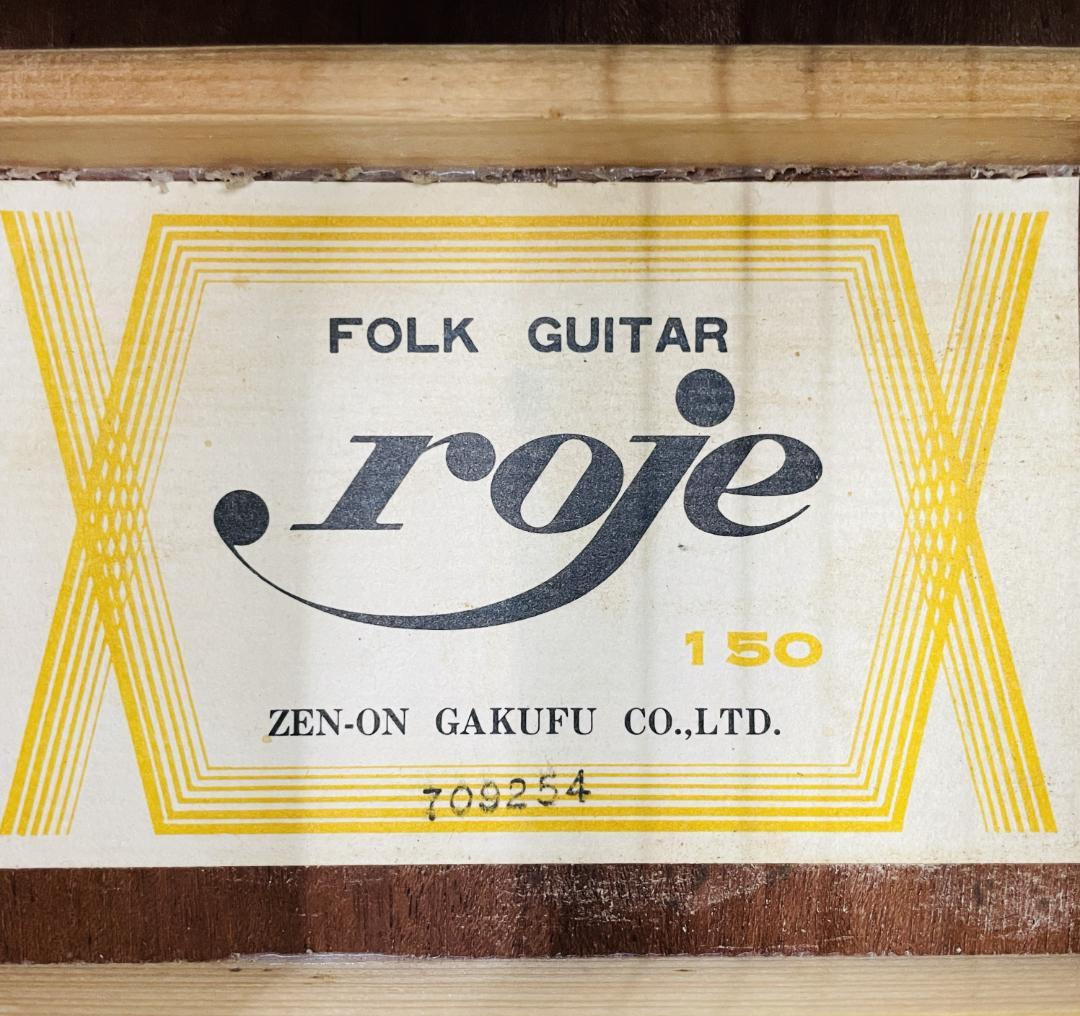 FOLK GUITAR
roje
150
ZEN-ON GAKUFU CO.,LTD.
709254